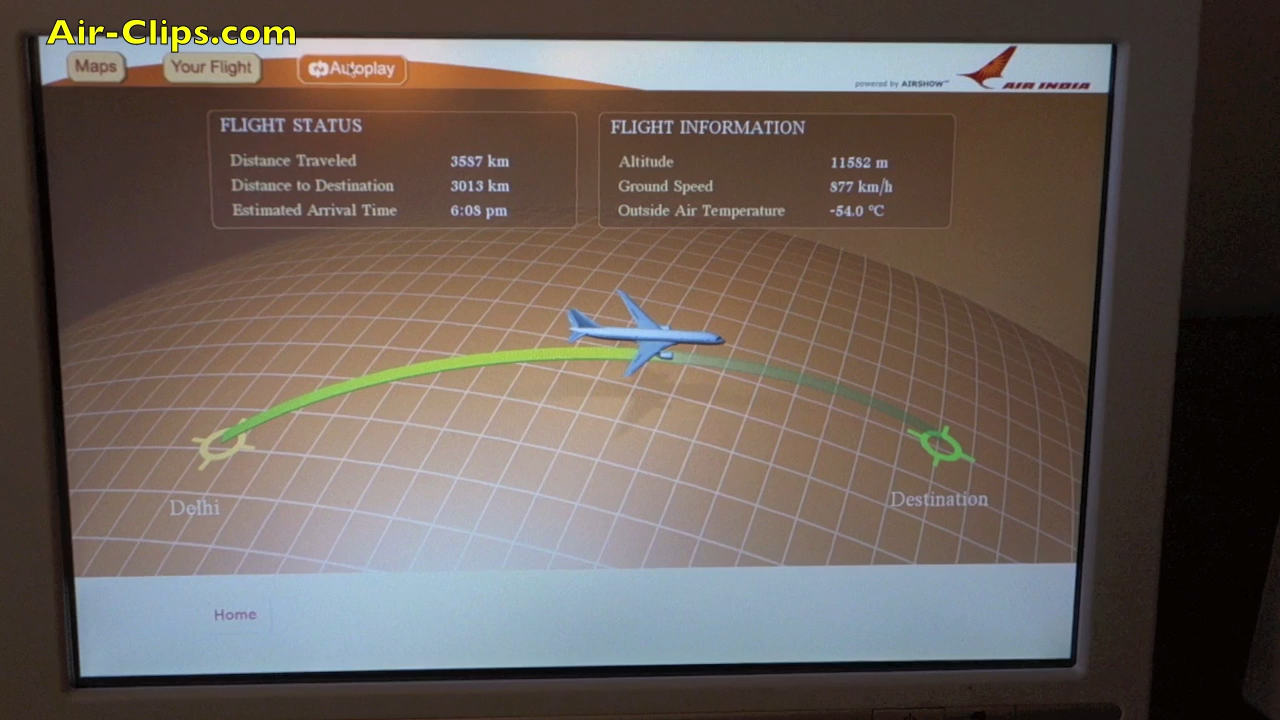 Air-Clips.com
Maps
Your Flight
Autoplay
powered by AIRSHOW™
AIR INDIA
FLIGHT STATUS
Distance Traveled 3587 km
Distance to Destination 3013 km
Estimated Arrival Time 6:08 pm
FLIGHT INFORMATION
Altitude 11582 m
Ground Speed 877 km/h
Outside Air Temperature -54.0 °C
Delhi
Destination
Home